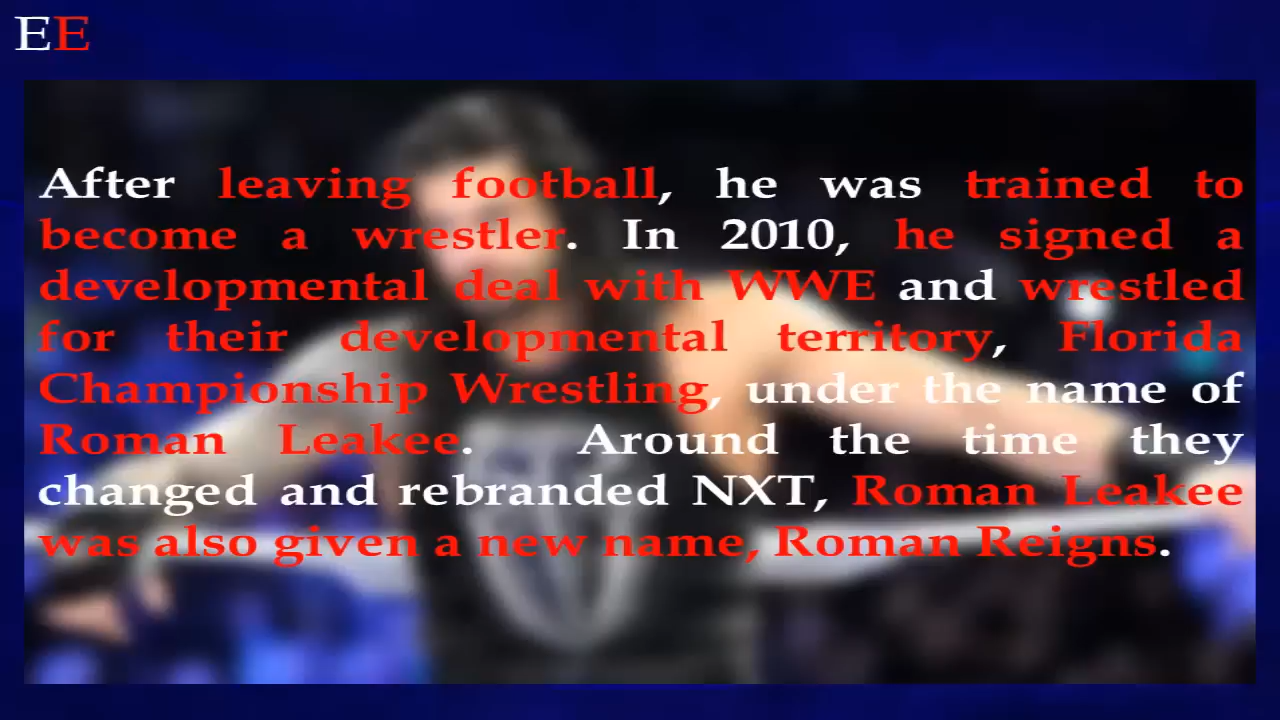 EE
After leaving football, he was trained to
become a wrestler. In 2010, he signed a
developmental deal with WWE and wrestled
for their developmental territory, Florida
Championship Wrestling, under the name of
Roman Leakee. Around the time they
changed and rebranded NXT, Roman Leakee
was also given a new name, Roman Reigns.